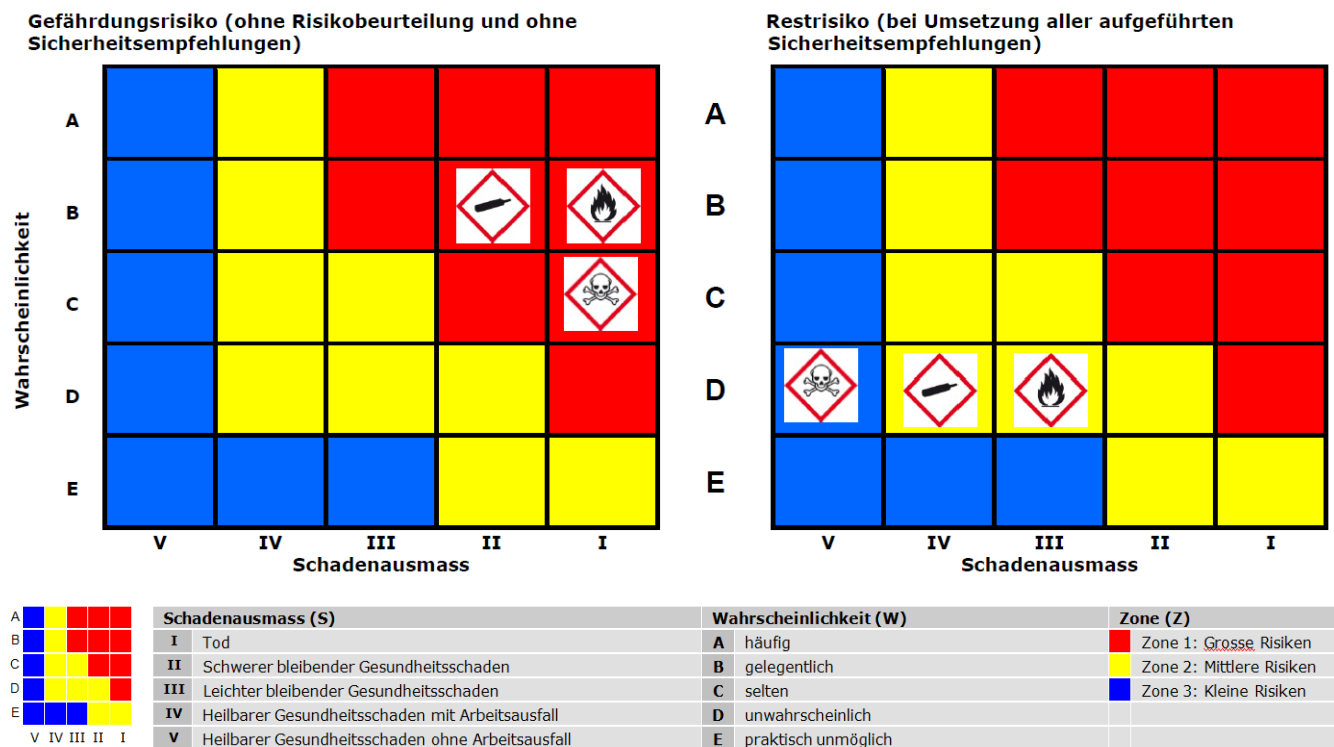 Gefährdungsrisiko (ohne Risikobeurteilung und ohne
Sicherheitsempfehlungen)
Restrisiko (bei Umsetzung aller aufgeführten
Sicherheitsempfehlungen)
Wahrscheinlichkeit
A
B
C
D
E
V IV III II I
Schadenausmass
A
B
C
D
E
V IV III II I
Schadenausmass
A
B
C
D
E
V IV III II I
Schadenausmass (S) Wahrscheinlichkeit (W) Zone (Z)
I Tod A häufig Zone 1: Grosse Risiken
II Schwerer bleibender Gesundheitsschaden B gelegentlich Zone 2: Mittlere Risiken
III Leichter bleibender Gesundheitsschaden C selten Zone 3: Kleine Risiken
IV Heilbarer Gesundheitsschaden mit Arbeitsausfall D unwahrscheinlich
V Heilbarer Gesundheitsschaden ohne Arbeitsausfall E praktisch unmöglich